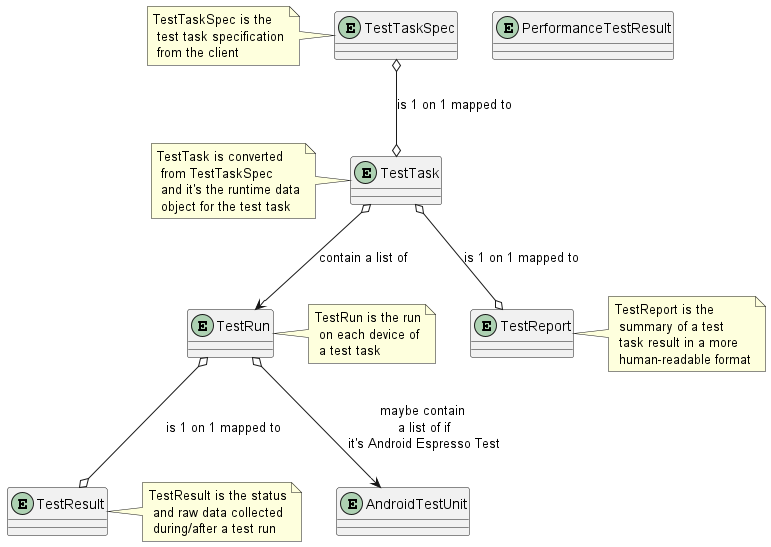 TestTaskSpec is the
test task specification
from the client
E TestTaskSpec
E PerformanceTestResult
is 1 on 1 mapped to
TestTask is converted
from TestTaskSpec
and it's the runtime data
object for the test task
E TestTask
contain a list of
is 1 on 1 mapped to
E TestRun
TestRun is the run
on each device of
a test task
E TestReport
TestReport is the
summary of a test
task result in a more
human-readable format
is 1 on 1 mapped to
maybe contain
a list of if
it's Android Espresso Test
E TestResult
TestResult is the status
and raw data collected
during/after a test run
E AndroidTestUnit